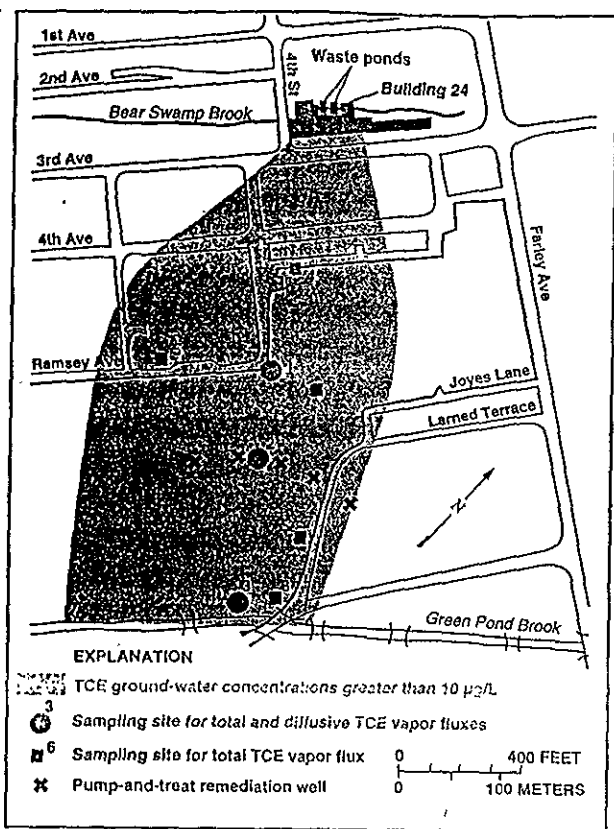 1st Ave
2nd Ave
4th St
Waste ponds
Building 24
Bear Swamp Brook
3rd Ave
4th Ave
Farley Ave
Ramsey
Joyes Lane
Larned Terrace
N
Green Pond Brook
EXPLANATION
TCE ground-water concentrations greater than 10 µg/L
3
Sampling site for total and diffusive TCE vapor fluxes
6
Sampling site for total TCE vapor flux
Pump-and-treat remediation well
0 400 FEET
0 100 METERS